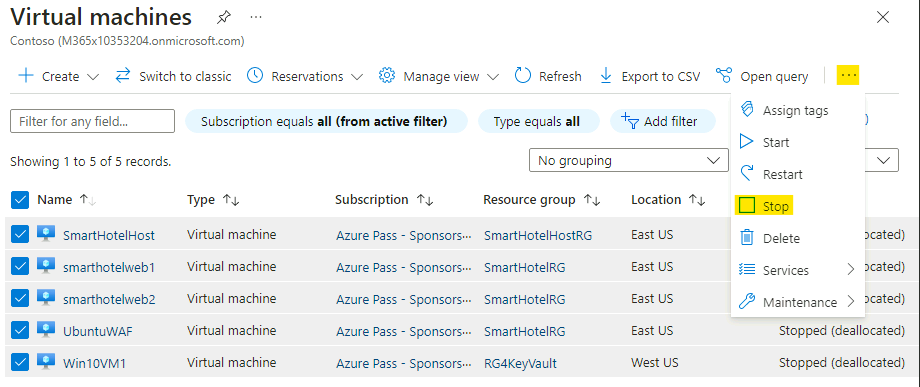 Virtual machines ...
Contoso (M365x10353204.onmicrosoft.com)
+ Create Switch to classic Reservations Manage view Refresh Export to CSV Open query ...
Filter for any field... Subscription equals all (from active filter) Type equals all Add filter
Assign tags
Showing 1 to 5 of 5 records. No grouping
Start
Restart
Name Type Subscription Resource group Location
Stop
SmartHotelHost Virtual machine Azure Pass - Sponsors... SmartHotelHostRG East US
Delete ocated)
smarthotelweb1 Virtual machine Azure Pass - Sponsors... SmartHotelRG East US
Services ocated)
smarthotelweb2 Virtual machine Azure Pass - Sponsors... SmartHotelRG East US
Maintenance ocated)
UbuntuWAF Virtual machine Azure Pass - Sponsors... SmartHotelRG East US Stopped (deallocated)
Win10VM1 Virtual machine Azure Pass - Sponsors... RG4KeyVault West US Stopped (deallocated)